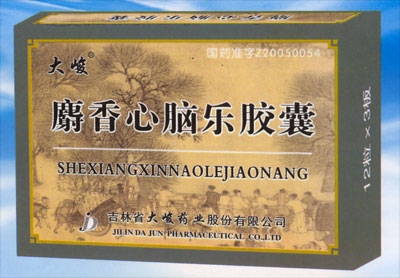 国药准字Z20050054
大峻®
麝香心脑乐胶囊
SHEXIANGXINNAOLEJIAONANG
吉林省大峻药业股份有限公司
JILIN DA JUN PHARMACEUTICAL CO.,LTD
12粒×3板